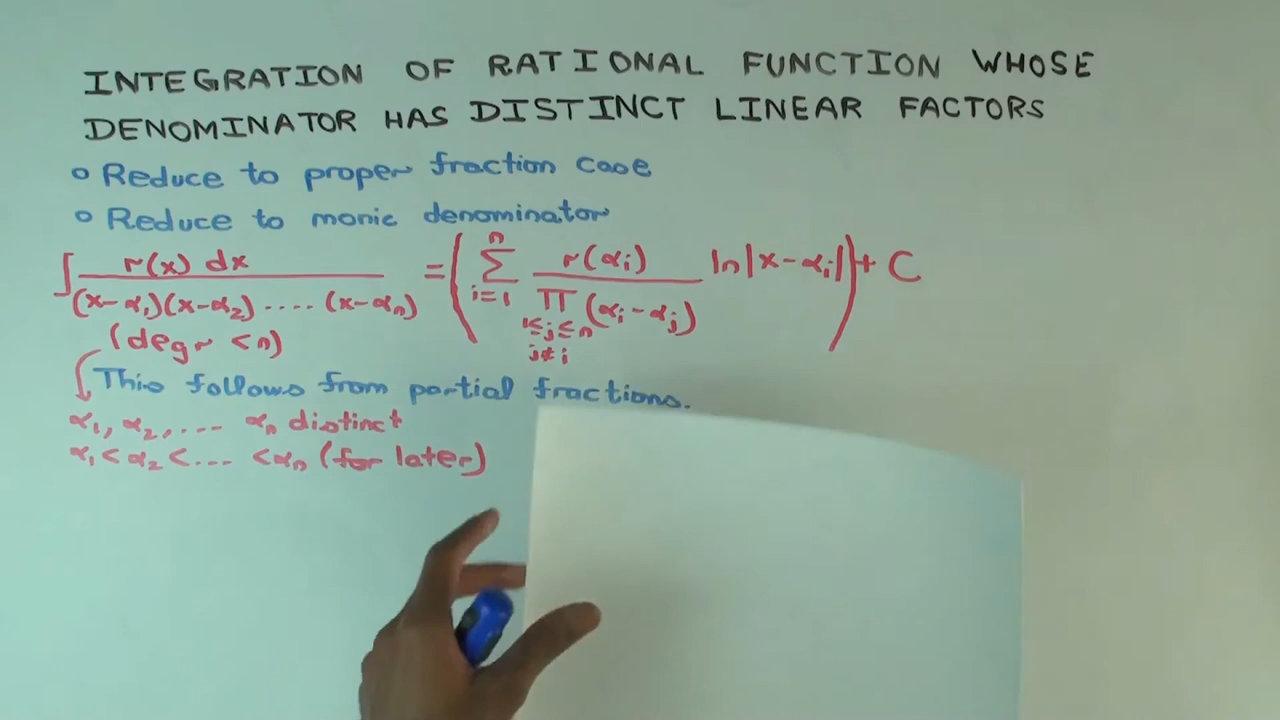 INTEGRATION OF RATIONAL FUNCTION WHOSE
DENOMINATOR HAS DISTINCT LINEAR FACTORS
o Reduce to proper fraction case
o Reduce to monic denominator
∫ r(x) dx / (x-α₁)(x-α₂)....(x-αₙ) = ( Σ_{i=1}^{n} r(αᵢ) / Π_{1≤j≤n, j≠i} (αᵢ-αⱼ) ln|x-αᵢ| ) + C
(deg r < n)
This follows from partial fractions.
α₁, α₂, .... αₙ distinct
α₁ < α₂ < .... < αₙ (for later)